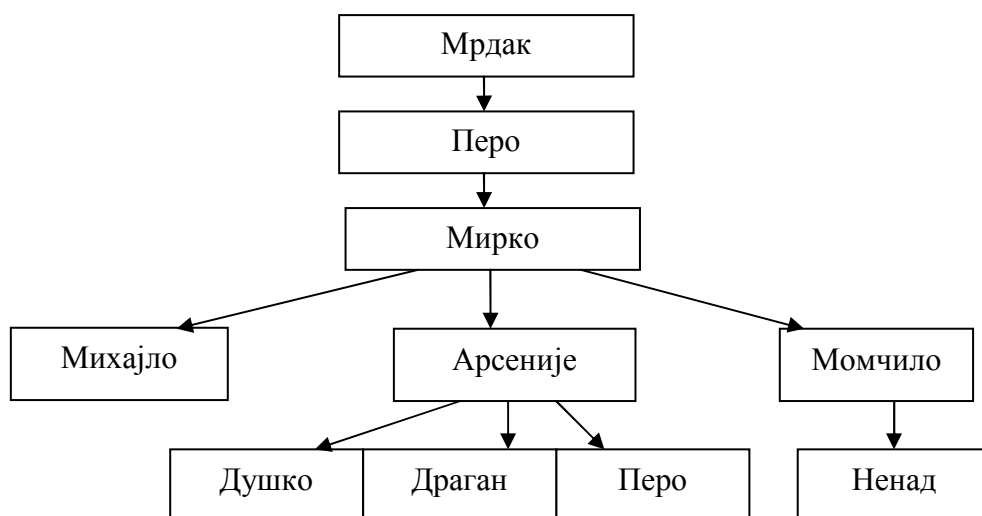 Мрдак
Перо
Мирко
Михајло
Арсеније
Момчило
Душко
Драган
Перо
Ненад